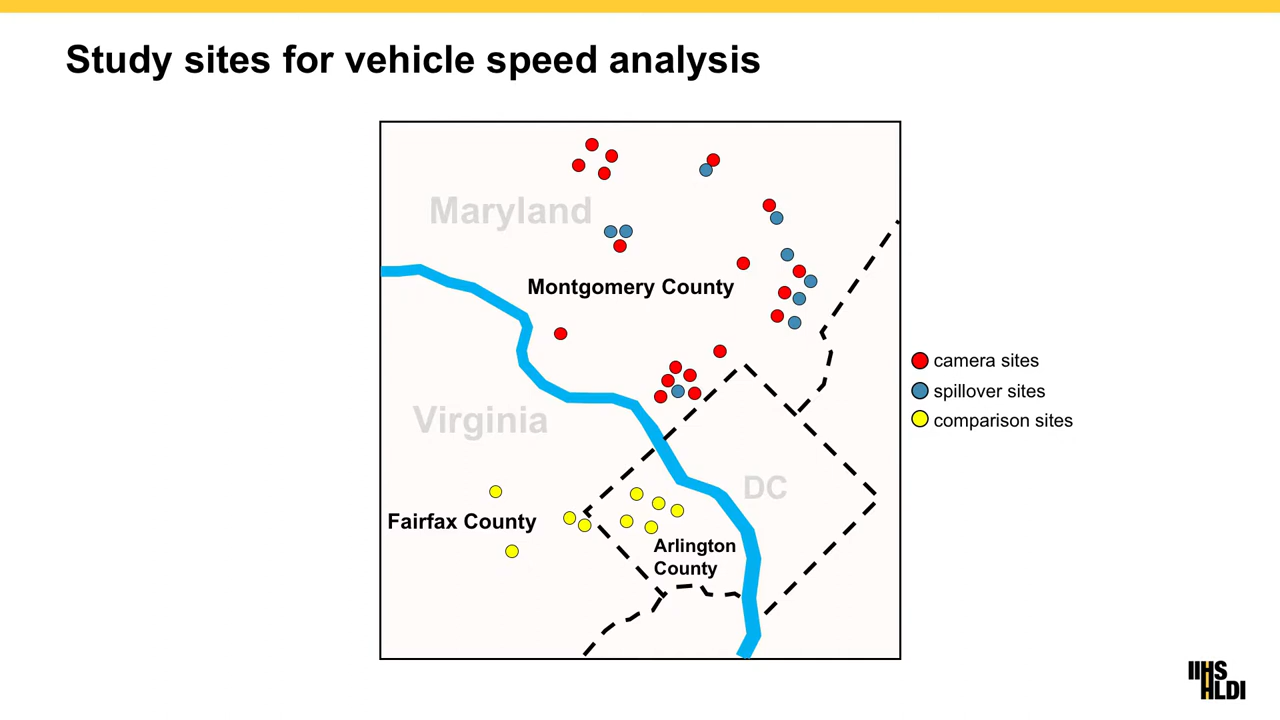 Study sites for vehicle speed analysis
Maryland
Montgomery County
camera sites
spillover sites
comparison sites
Virginia
DC
Fairfax County
Arlington
County
IIHS
HLDI